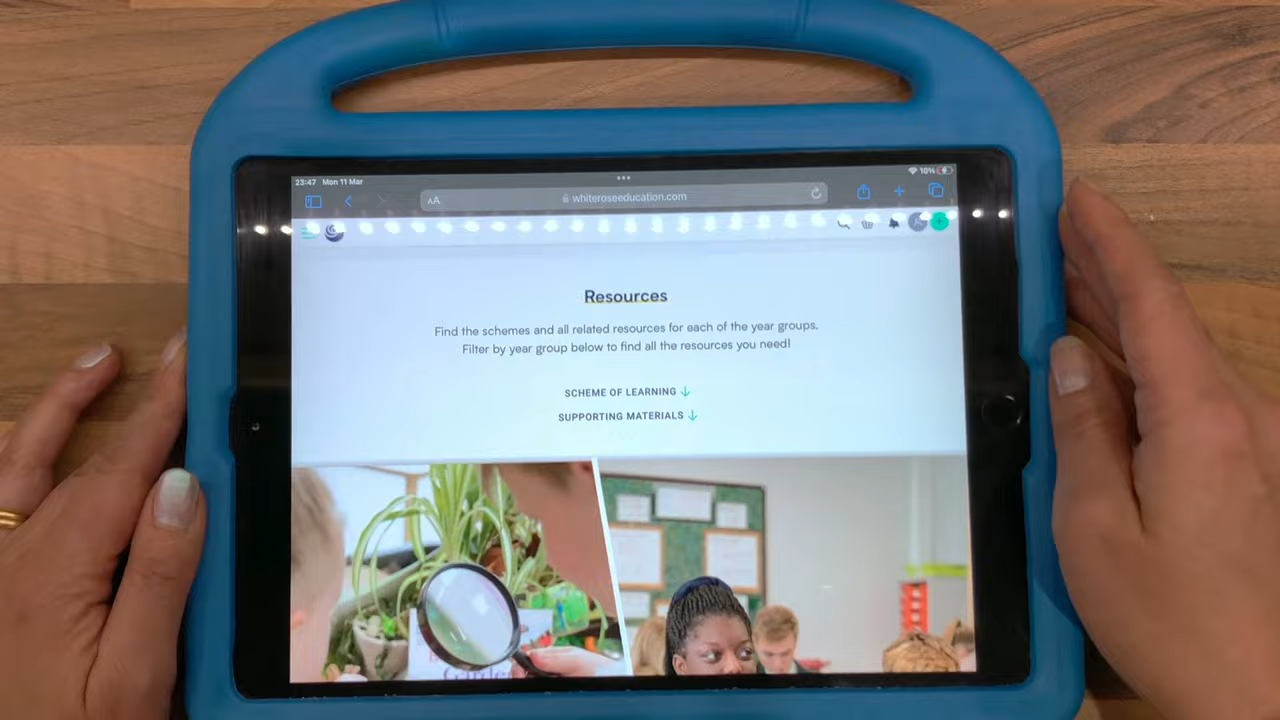 23:47 Mon 11 Mar
10%
AA
whiteroseeducation.com
Resources
Find the schemes and all related resources for each of the year groups.
Filter by year group below to find all the resources you need!
SCHEME OF LEARNING
SUPPORTING MATERIALS